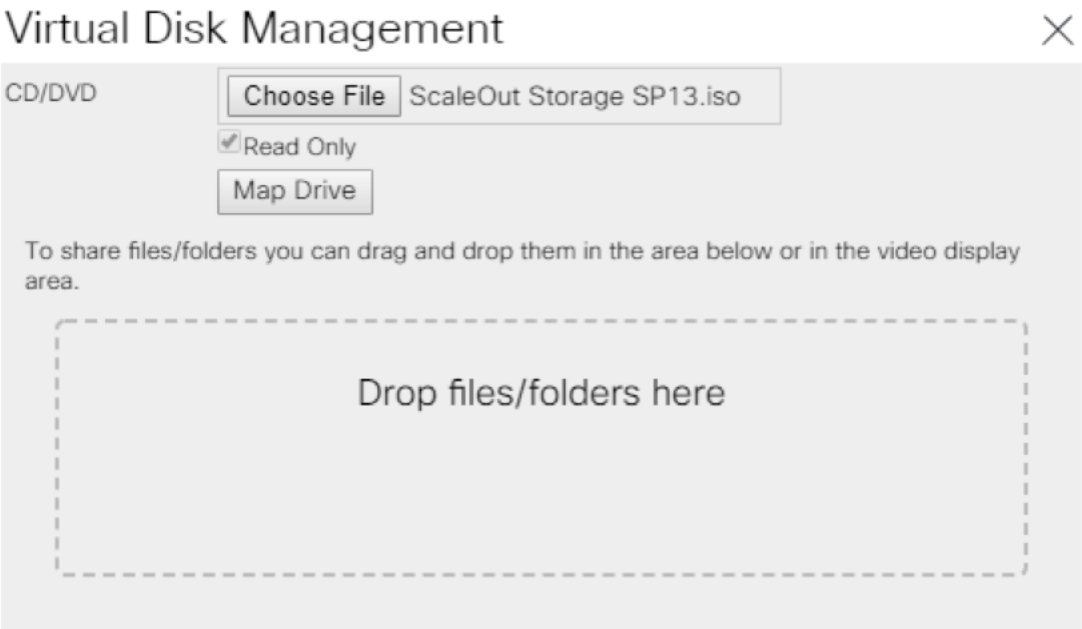 Virtual Disk Management
CD/DVD
Choose File ScaleOut Storage SP13.iso
Read Only
Map Drive
To share files/folders you can drag and drop them in the area below or in the video display
area.
Drop files/folders here